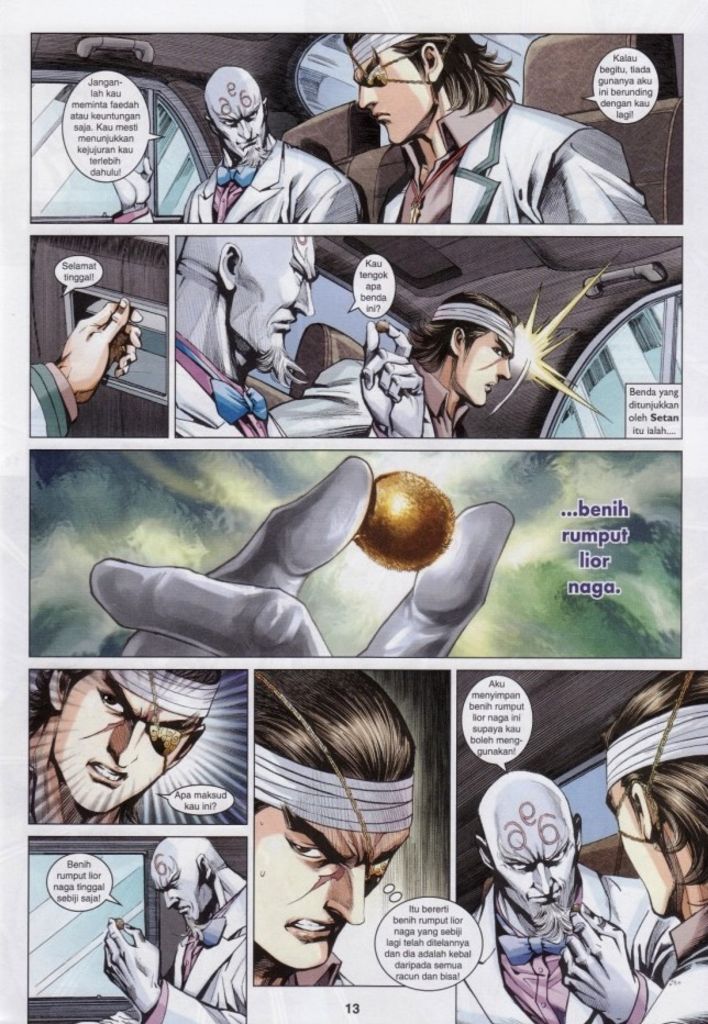 Jangan-
lah kau
meminta faedah
atau keuntungan
saja. Kau mesti
menunjukkan
kejujuran kau
terlebih
dahulu!
Kalau
begitu, tiada
gunanya aku
ini berunding
dengan kau
lagi!
Selamat
tinggal!
Kau
tengok
apa
benda
ini?
Benda yang
ditunjukkan
oleh Setan
itu ialah....
...benih
rumput
lior
naga.
Apa maksud
kau ini?
Benih
rumput lior
naga tinggal
sebiji saja!
Itu bererti
benih rumput lior
naga yang sebiji
lagi telah ditelannya
dan dia adalah kebal
daripada semua
racun dan bisa!
Aku
menyimpan
benih rumput
lior naga ini
supaya kau
boleh meng-
gunakan!
13